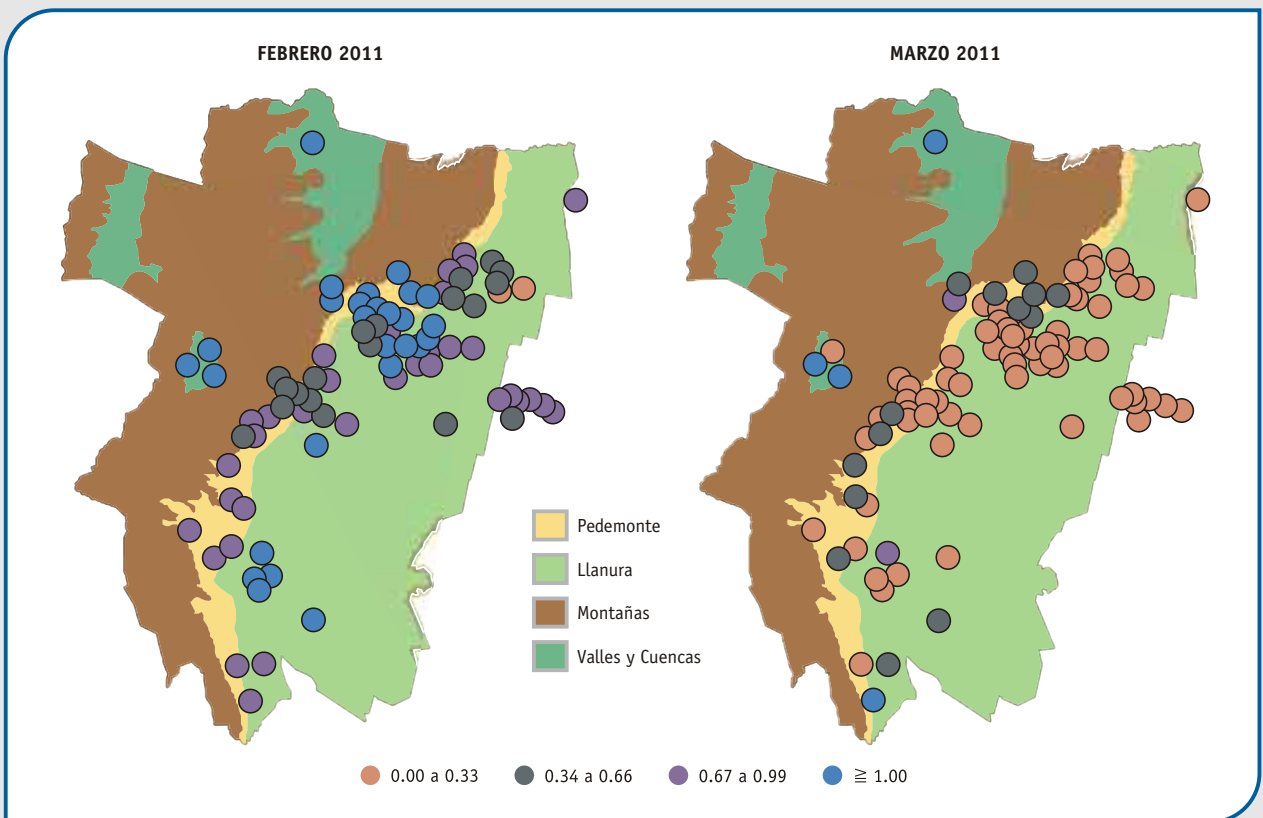 FEBRERO 2011
MARZO 2011
Pedemonte
Llanura
Montañas
Valles y Cuencas
0.00 a 0.33
0.34 a 0.66
0.67 a 0.99
≧ 1.00